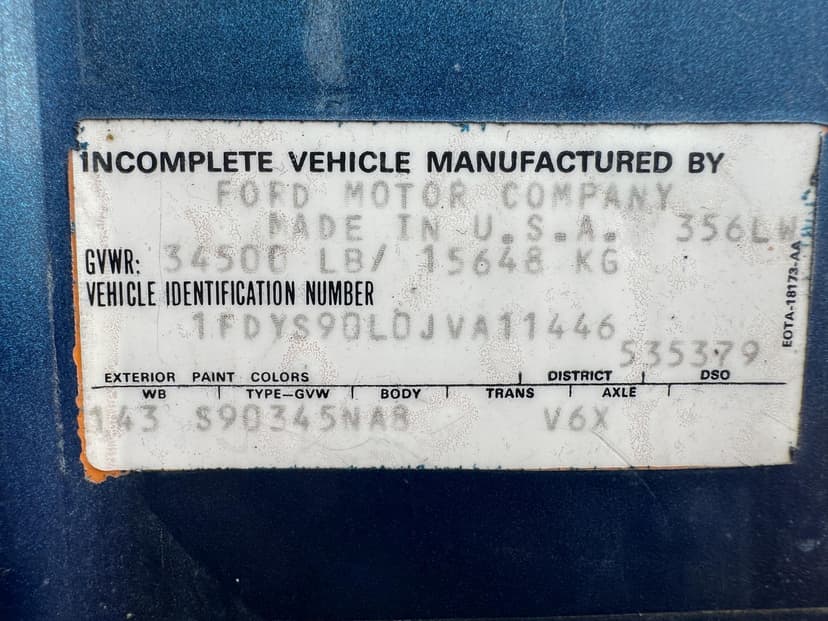 INCOMPLETE VEHICLE MANUFACTURED BY
FORD MOTOR COMPANY
MADE IN U.S.A. 356LW
GVWR: 34500 LB/ 15648 KG
VEHICLE IDENTIFICATION NUMBER
1FDYS90L0JVA11446
535379
EXTERIOR PAINT COLORS DISTRICT DSO
WB TYPE-GVW BODY TRANS AXLE
143 S90345NA8 V6X
EOTA-18173-AA